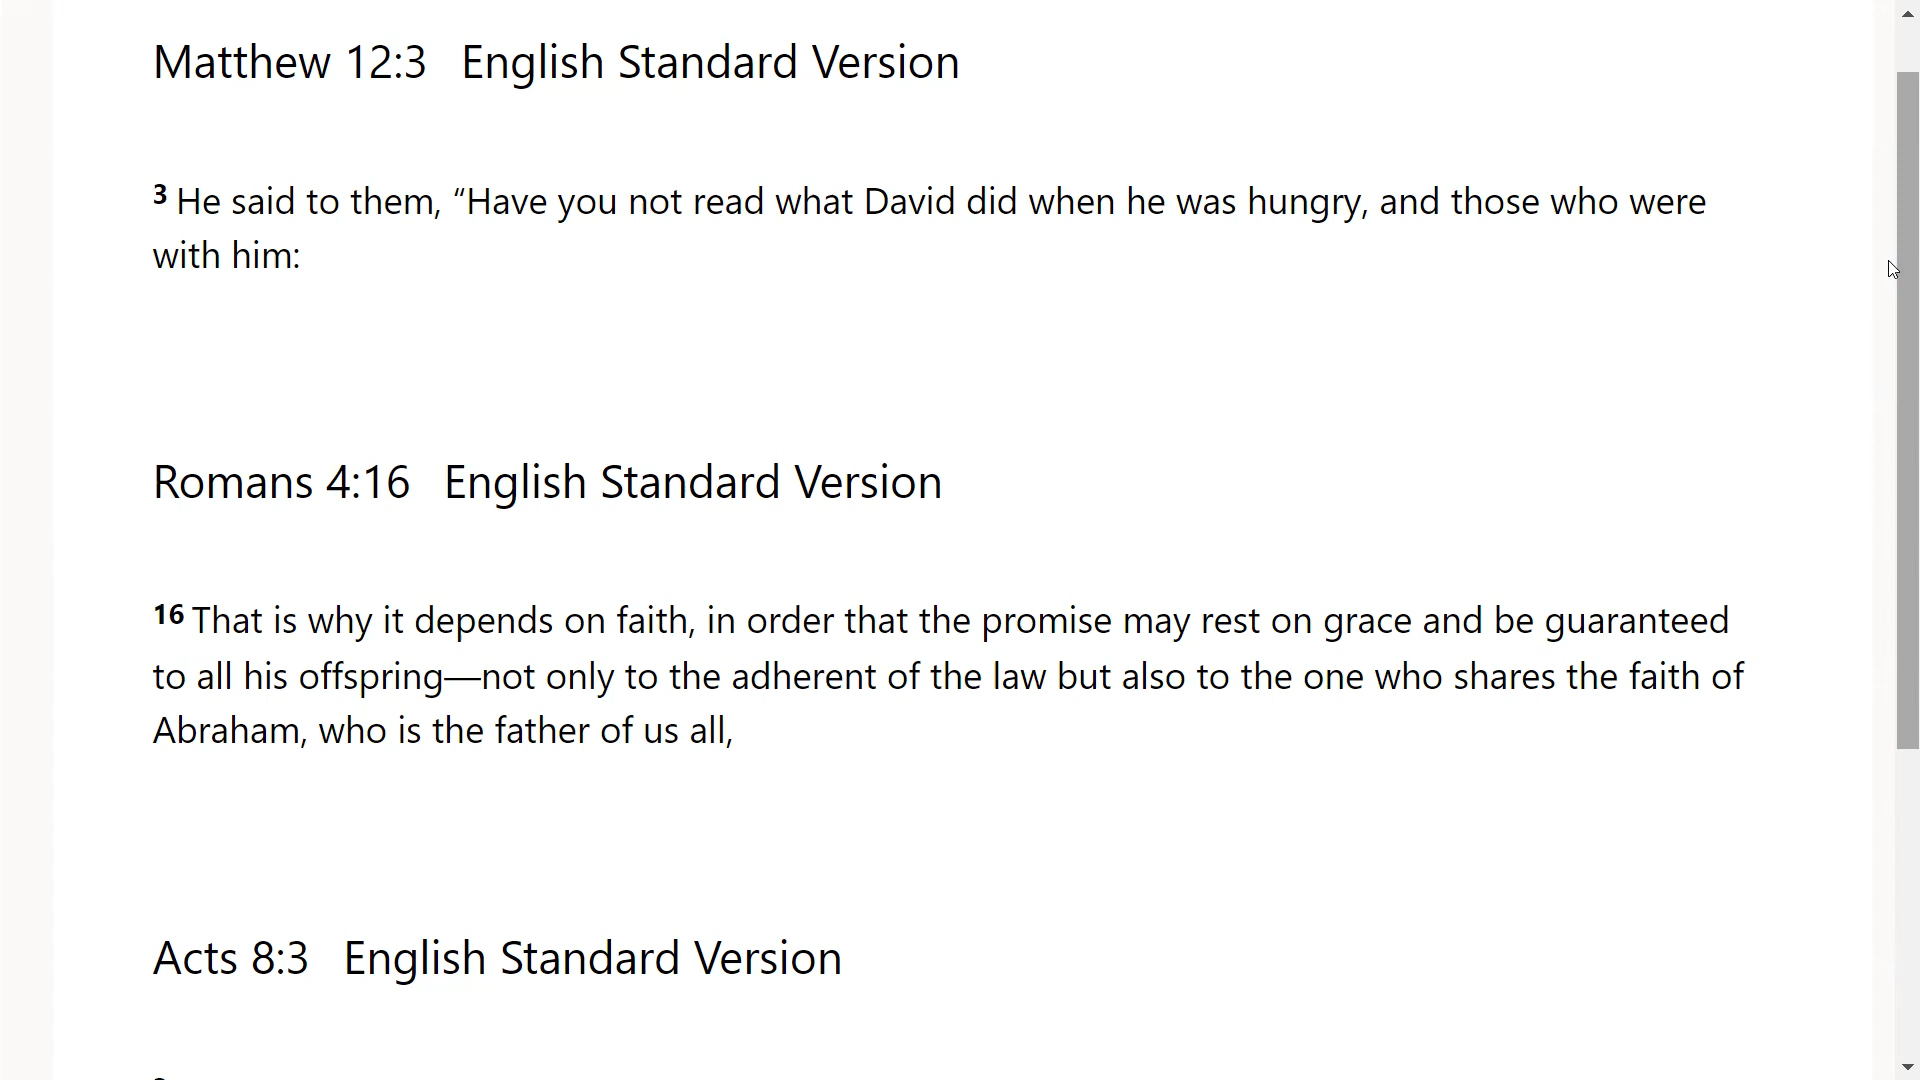 Matthew 12:3 English Standard Version
3 He said to them, “Have you not read what David did when he was hungry, and those who were
with him:
Romans 4:16 English Standard Version
16 That is why it depends on faith, in order that the promise may rest on grace and be guaranteed
to all his offspring—not only to the adherent of the law but also to the one who shares the faith of
Abraham, who is the father of us all,
Acts 8:3 English Standard Version